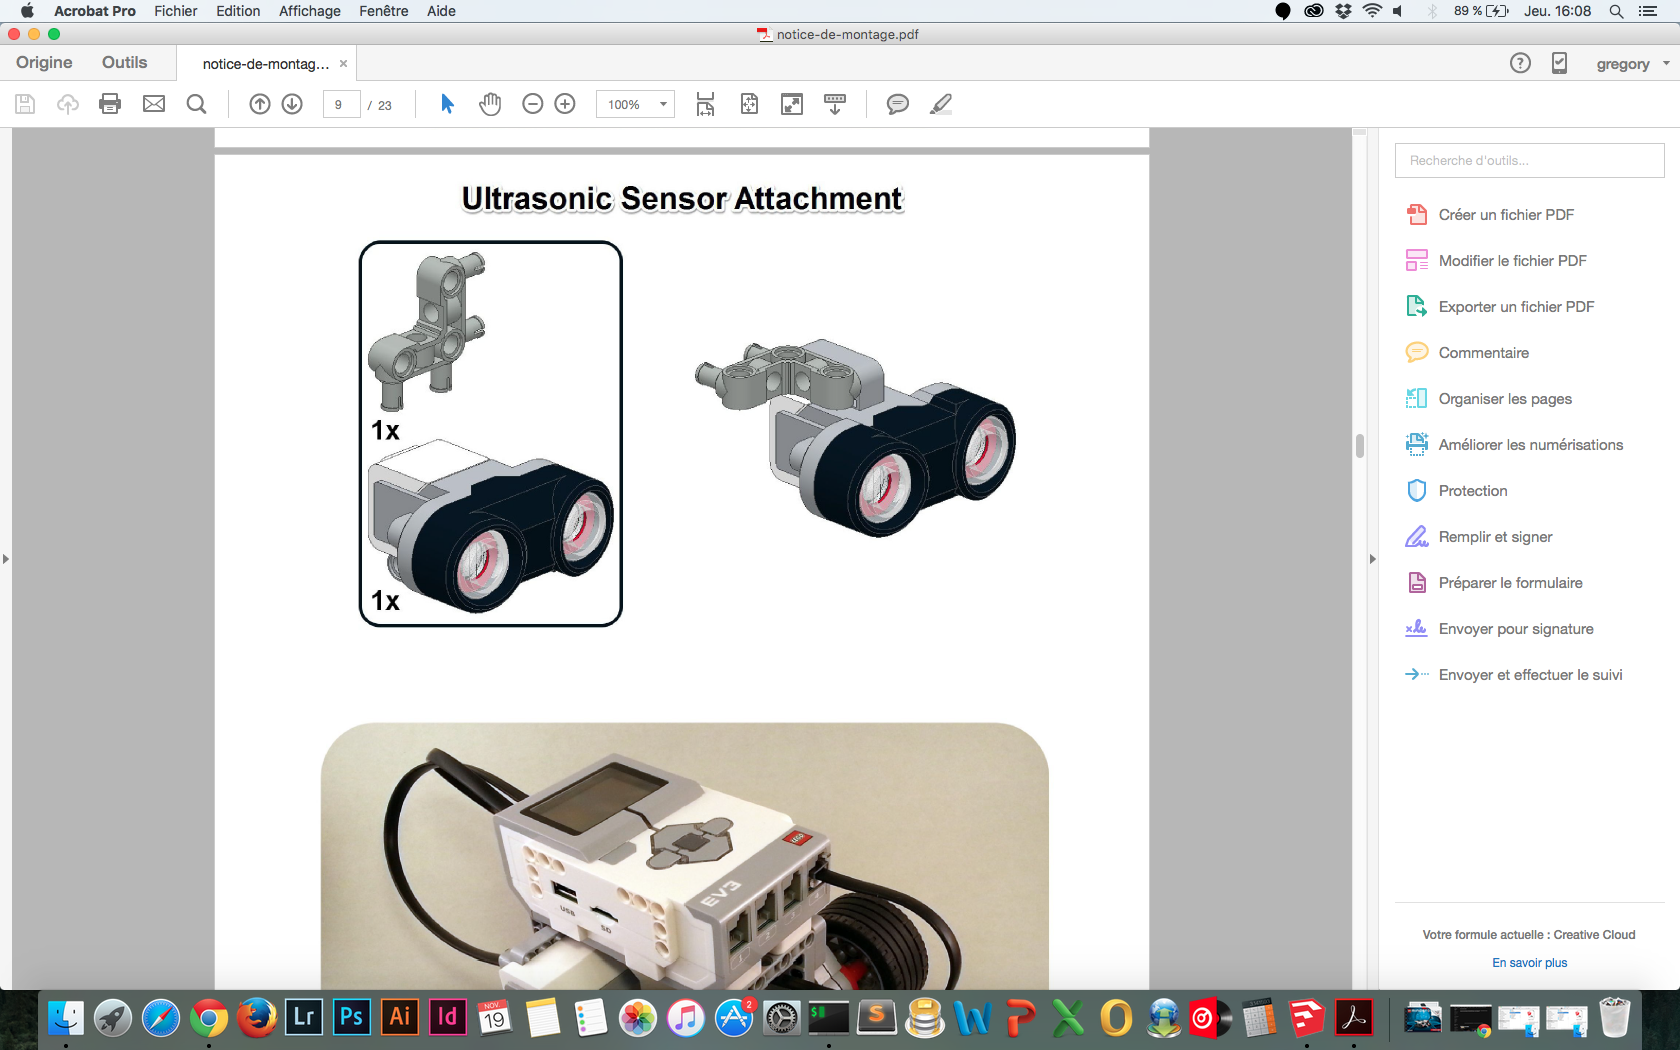 Acrobat Pro Fichier Edition Affichage Fenêtre Aide 89 % Jeu. 16:08
notice-de-montage.pdf
Origine Outils notice-de-montag... × gregory
9 / 23 100%
Recherche d'outils...
Créer un fichier PDF
Modifier le fichier PDF
Exporter un fichier PDF
Commentaire
Organiser les pages
Améliorer les numérisations
Protection
Remplir et signer
Préparer le formulaire
Envoyer pour signature
Envoyer et effectuer le suivi
Votre formule actuelle : Creative Cloud
En savoir plus
Ultrasonic Sensor Attachment
1x
1x
LEGO
EV3
USB
SD
Lr Ps Ai Id NOV. 19 2 $ S W P X O